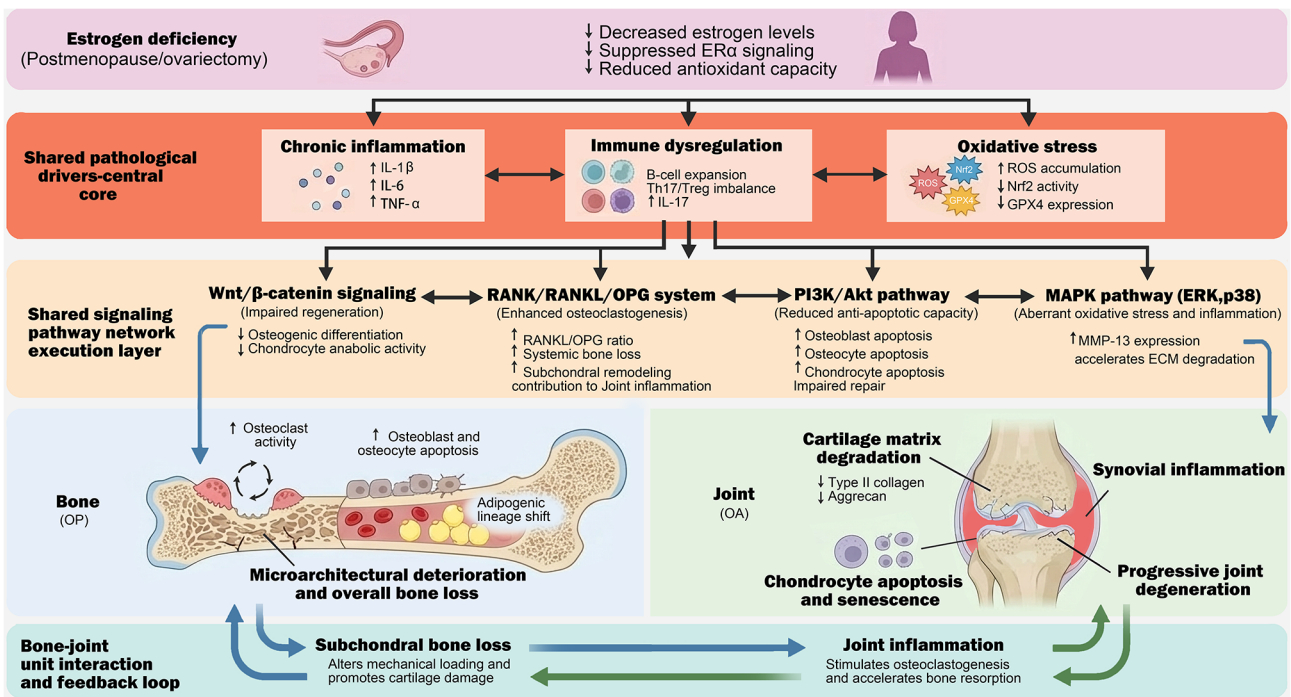 Estrogen deficiency
(Postmenopause/ovariectomy)
↓ Decreased estrogen levels
↓ Suppressed ERα signaling
↓ Reduced antioxidant capacity
Shared pathological
drivers-central
core
Chronic inflammation
↑ IL-1β
↑ IL-6
↑ TNF-α
Immune dysregulation
B-cell expansion
Th17/Treg imbalance
↑ IL-17
Oxidative stress
ROS
Nrf2
GPX4
↑ ROS accumulation
↓ Nrf2 activity
↓ GPX4 expression
Shared signaling
pathway network
execution layer
Wnt/β-catenin signaling
(Impaired regeneration)
↓ Osteogenic differentiation
↓ Chondrocyte anabolic activity
RANK/RANKL/OPG system
(Enhanced osteoclastogenesis)
↑ RANKL/OPG ratio
↑ Systemic bone loss
↑ Subchondral remodeling
contribution to Joint inflammation
PI3K/Akt pathway
(Reduced anti-apoptotic capacity)
↑ Osteoblast apoptosis
↑ Osteocyte apoptosis
↑ Chondrocyte apoptosis
Impaired repair
MAPK pathway (ERK,p38)
(Aberrant oxidative stress and inflammation)
↑ MMP-13 expression
accelerates ECM degradation
Bone
(OP)
↑ Osteoclast
activity
↑ Osteoblast and
osteocyte apoptosis
Adipogenic
lineage shift
Microarchitectural deterioration
and overall bone loss
Joint
(OA)
Cartilage matrix
degradation
↓ Type II collagen
↓ Aggrecan
Synovial inflammation
Chondrocyte apoptosis
and senescence
Progressive joint
degeneration
Bone-joint
unit interaction
and feedback loop
Subchondral bone loss
Alters mechanical loading and
promotes cartilage damage
Joint inflammation
Stimulates osteoclastogenesis
and accelerates bone resorption